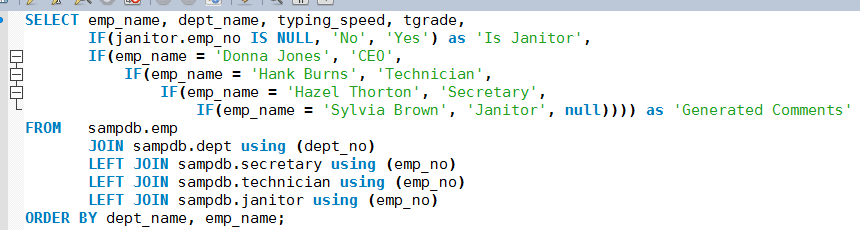 SELECT emp_name, dept_name, typing_speed, tgrade,
IF(janitor.emp_no IS NULL, 'No', 'Yes') as 'Is Janitor',
IF(emp_name = 'Donna Jones', 'CEO',
IF(emp_name = 'Hank Burns', 'Technician',
IF(emp_name = 'Hazel Thorton', 'Secretary',
IF(emp_name = 'Sylvia Brown', 'Janitor', null)))) as 'Generated Comments'
FROM sampdb.emp
JOIN sampdb.dept using (dept_no)
LEFT JOIN sampdb.secretary using (emp_no)
LEFT JOIN sampdb.technician using (emp_no)
LEFT JOIN sampdb.janitor using (emp_no)
ORDER BY dept_name, emp_name;